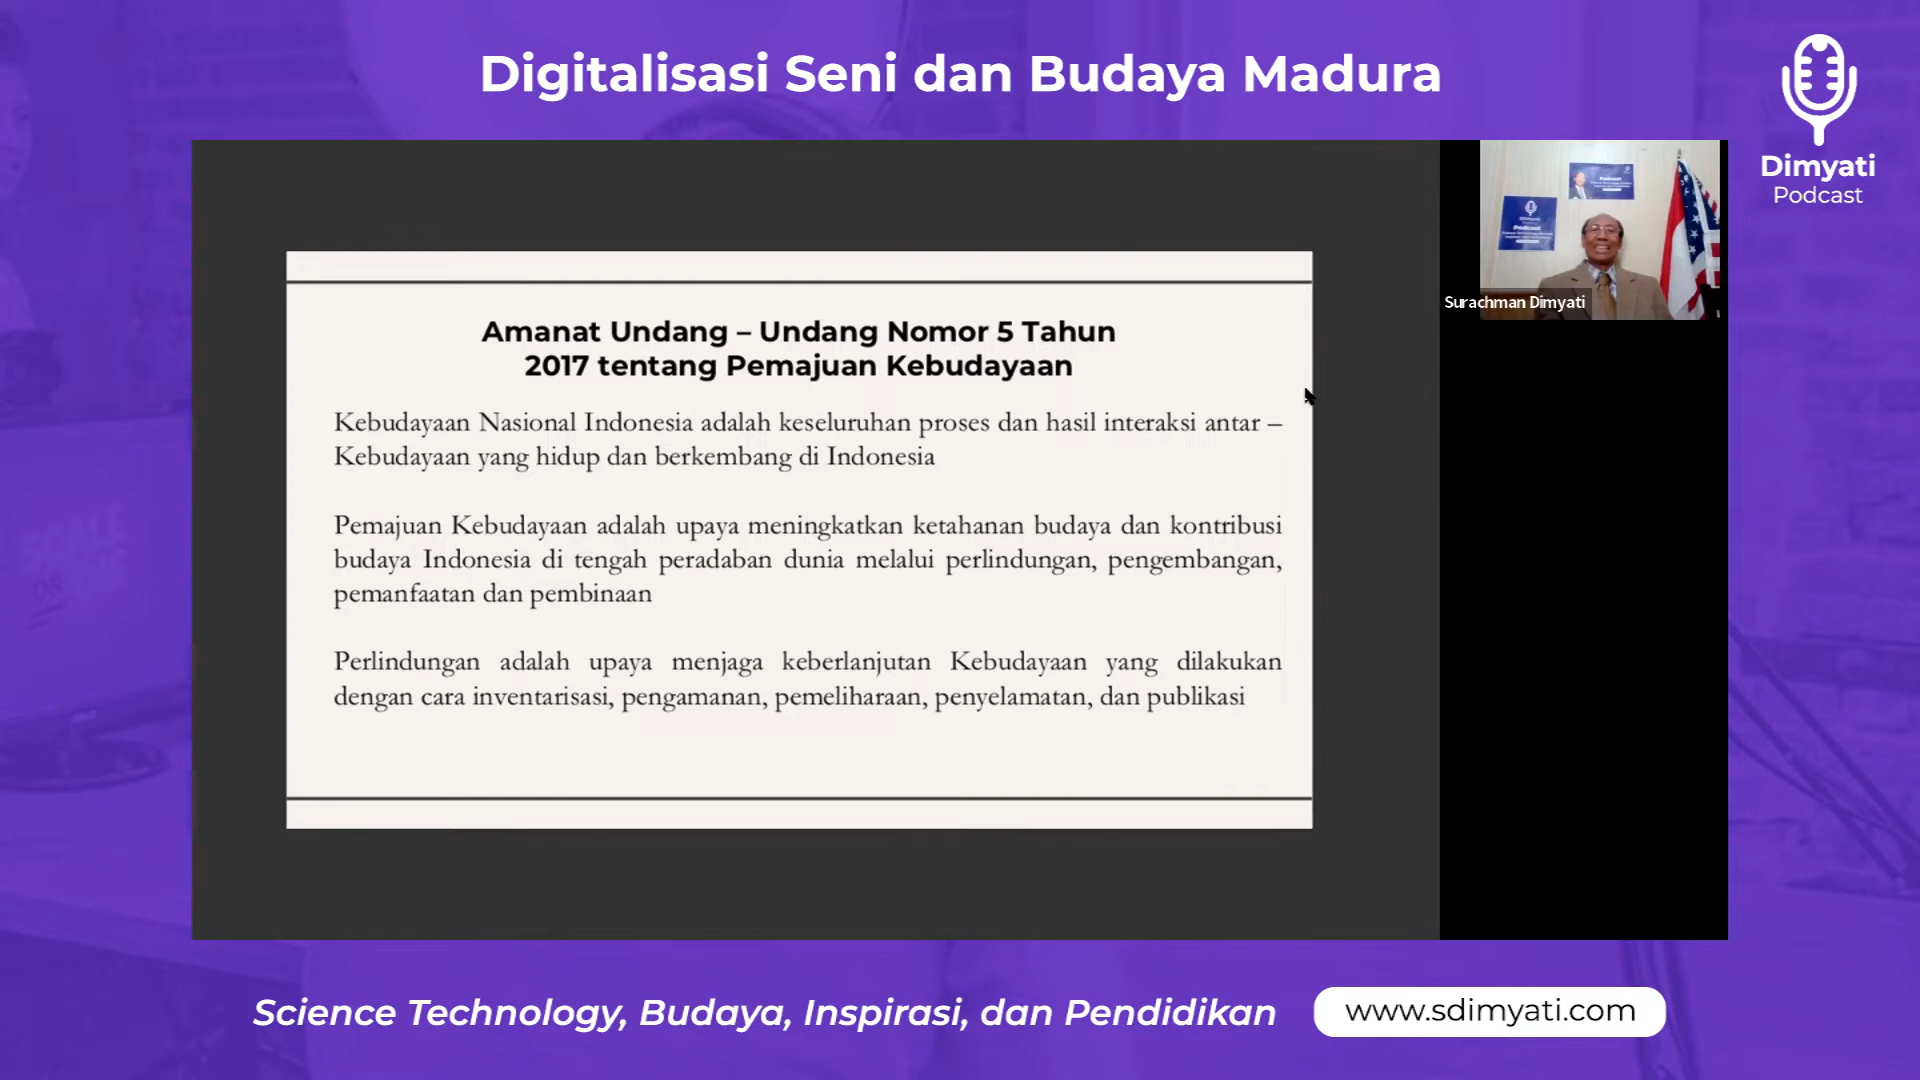 Digitalisasi Seni dan Budaya Madura
Dimyati
Podcast
Podcast
Podcast
Surachman Dimyati
Amanat Undang – Undang Nomor 5 Tahun
2017 tentang Pemajuan Kebudayaan
Kebudayaan Nasional Indonesia adalah keseluruhan proses dan hasil interaksi antar –
Kebudayaan yang hidup dan berkembang di Indonesia
Pemajuan Kebudayaan adalah upaya meningkatkan ketahanan budaya dan kontribusi
budaya Indonesia di tengah peradaban dunia melalui perlindungan, pengembangan,
pemanfaatan dan pembinaan
Perlindungan adalah upaya menjaga keberlanjutan Kebudayaan yang dilakukan
dengan cara inventarisasi, pengamanan, pemeliharaan, penyelamatan, dan publikasi
Science Technology, Budaya, Inspirasi, dan Pendidikan
www.sdimyati.com